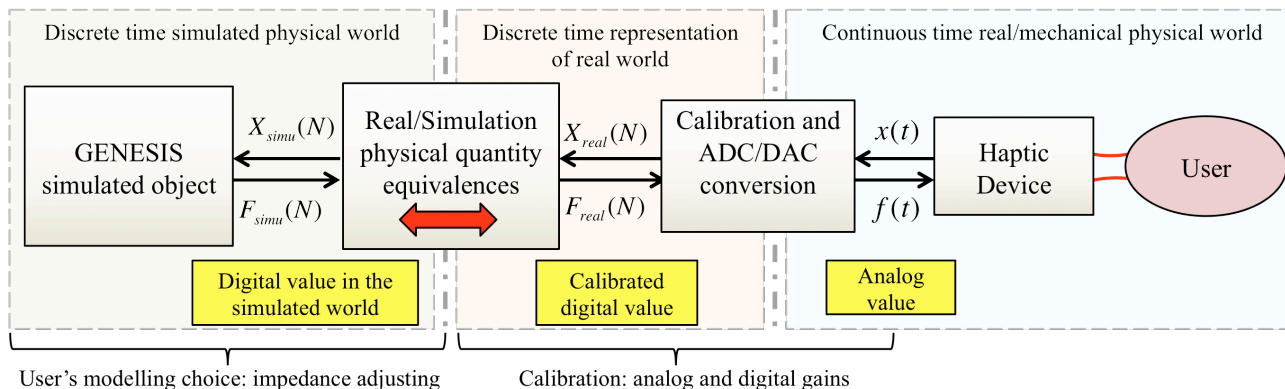 Discrete time simulated physical world
Discrete time representation
of real world
Continuous time real/mechanical physical world
GENESIS
simulated object
X_simu(N)
F_simu(N)
Real/Simulation
physical quantity
equivalences
X_real(N)
F_real(N)
Calibration and
ADC/DAC
conversion
x(t)
f(t)
Haptic
Device
User
Digital value in the
simulated world
Calibrated
digital value
Analog
value
User's modelling choice: impedance adjusting
Calibration: analog and digital gains